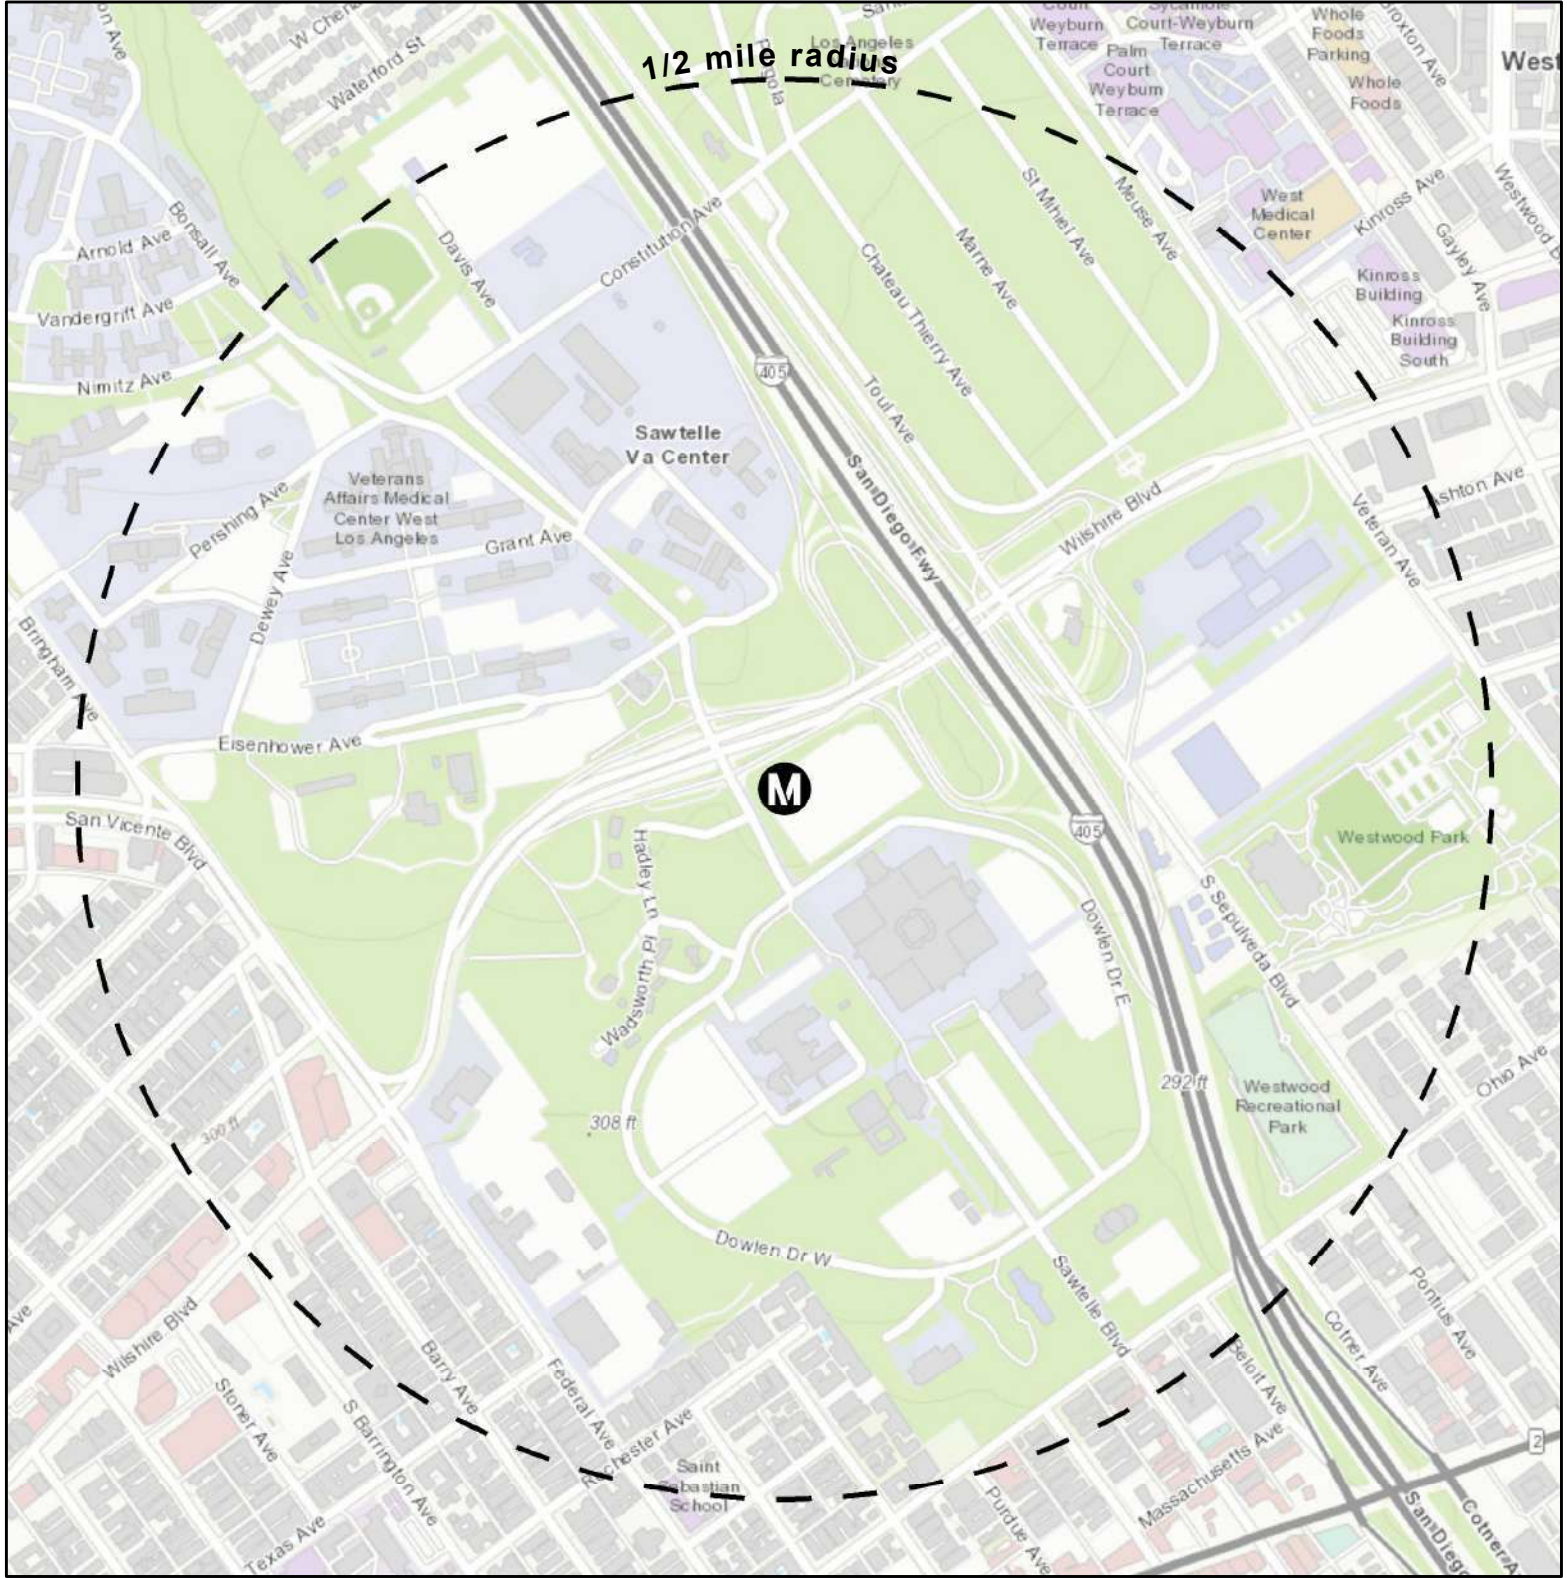 on Ave
W Cher
Waterford St
1/2 mile radius
Pergola
Los Angeles
Cemetery
Court
Weyburn
Terrace
Sycamore
Court-Weyburn
Terrace
Palm
Court
Weyburn
Terrace
Whole
Foods
Parking
Whole
Foods
Broxton Ave
West
Westwood B
Arnold Ave
Bonsall Ave
Vandergrift Ave
Nimitz Ave
Davis Ave
Constitution Ave
405
St Mihiel Ave
Meuse Ave
Marne Ave
Chateau Thierry Ave
Toul Ave
West
Medical
Center
Kinross Ave
Gayley Ave
Kinross
Building
Kinross
Building
South
Sawtelle
Va Center
Veterans
Affairs Medical
Center West
Los Angeles
Pershing Ave
Grant Ave
Dewey Ave
San Diego Fwy
Wilshire Blvd
Veteran Ave
Ashton Ave
Bringham Ave
Eisenhower Ave
San Vicente Blvd
M
Hadley Ln
Wadsworth Pl
405
Dowlen Dr E
S Sepulveda Blvd
Westwood Park
300 ft
308 ft
292 ft
Westwood
Recreational
Park
Ohio Ave
Dowlen Dr W
Sawtelle Blvd
Pontius Ave
Cotner Ave
Beloit Ave
Ave
Wilshire Blvd
Stoner Ave
S Barrington Ave
Barry Ave
Federal Ave
Rochester Ave
Saint
Sebastian
School
Texas Ave
Purdue Ave
Massachusetts Ave
2
San Diego
Cotner A